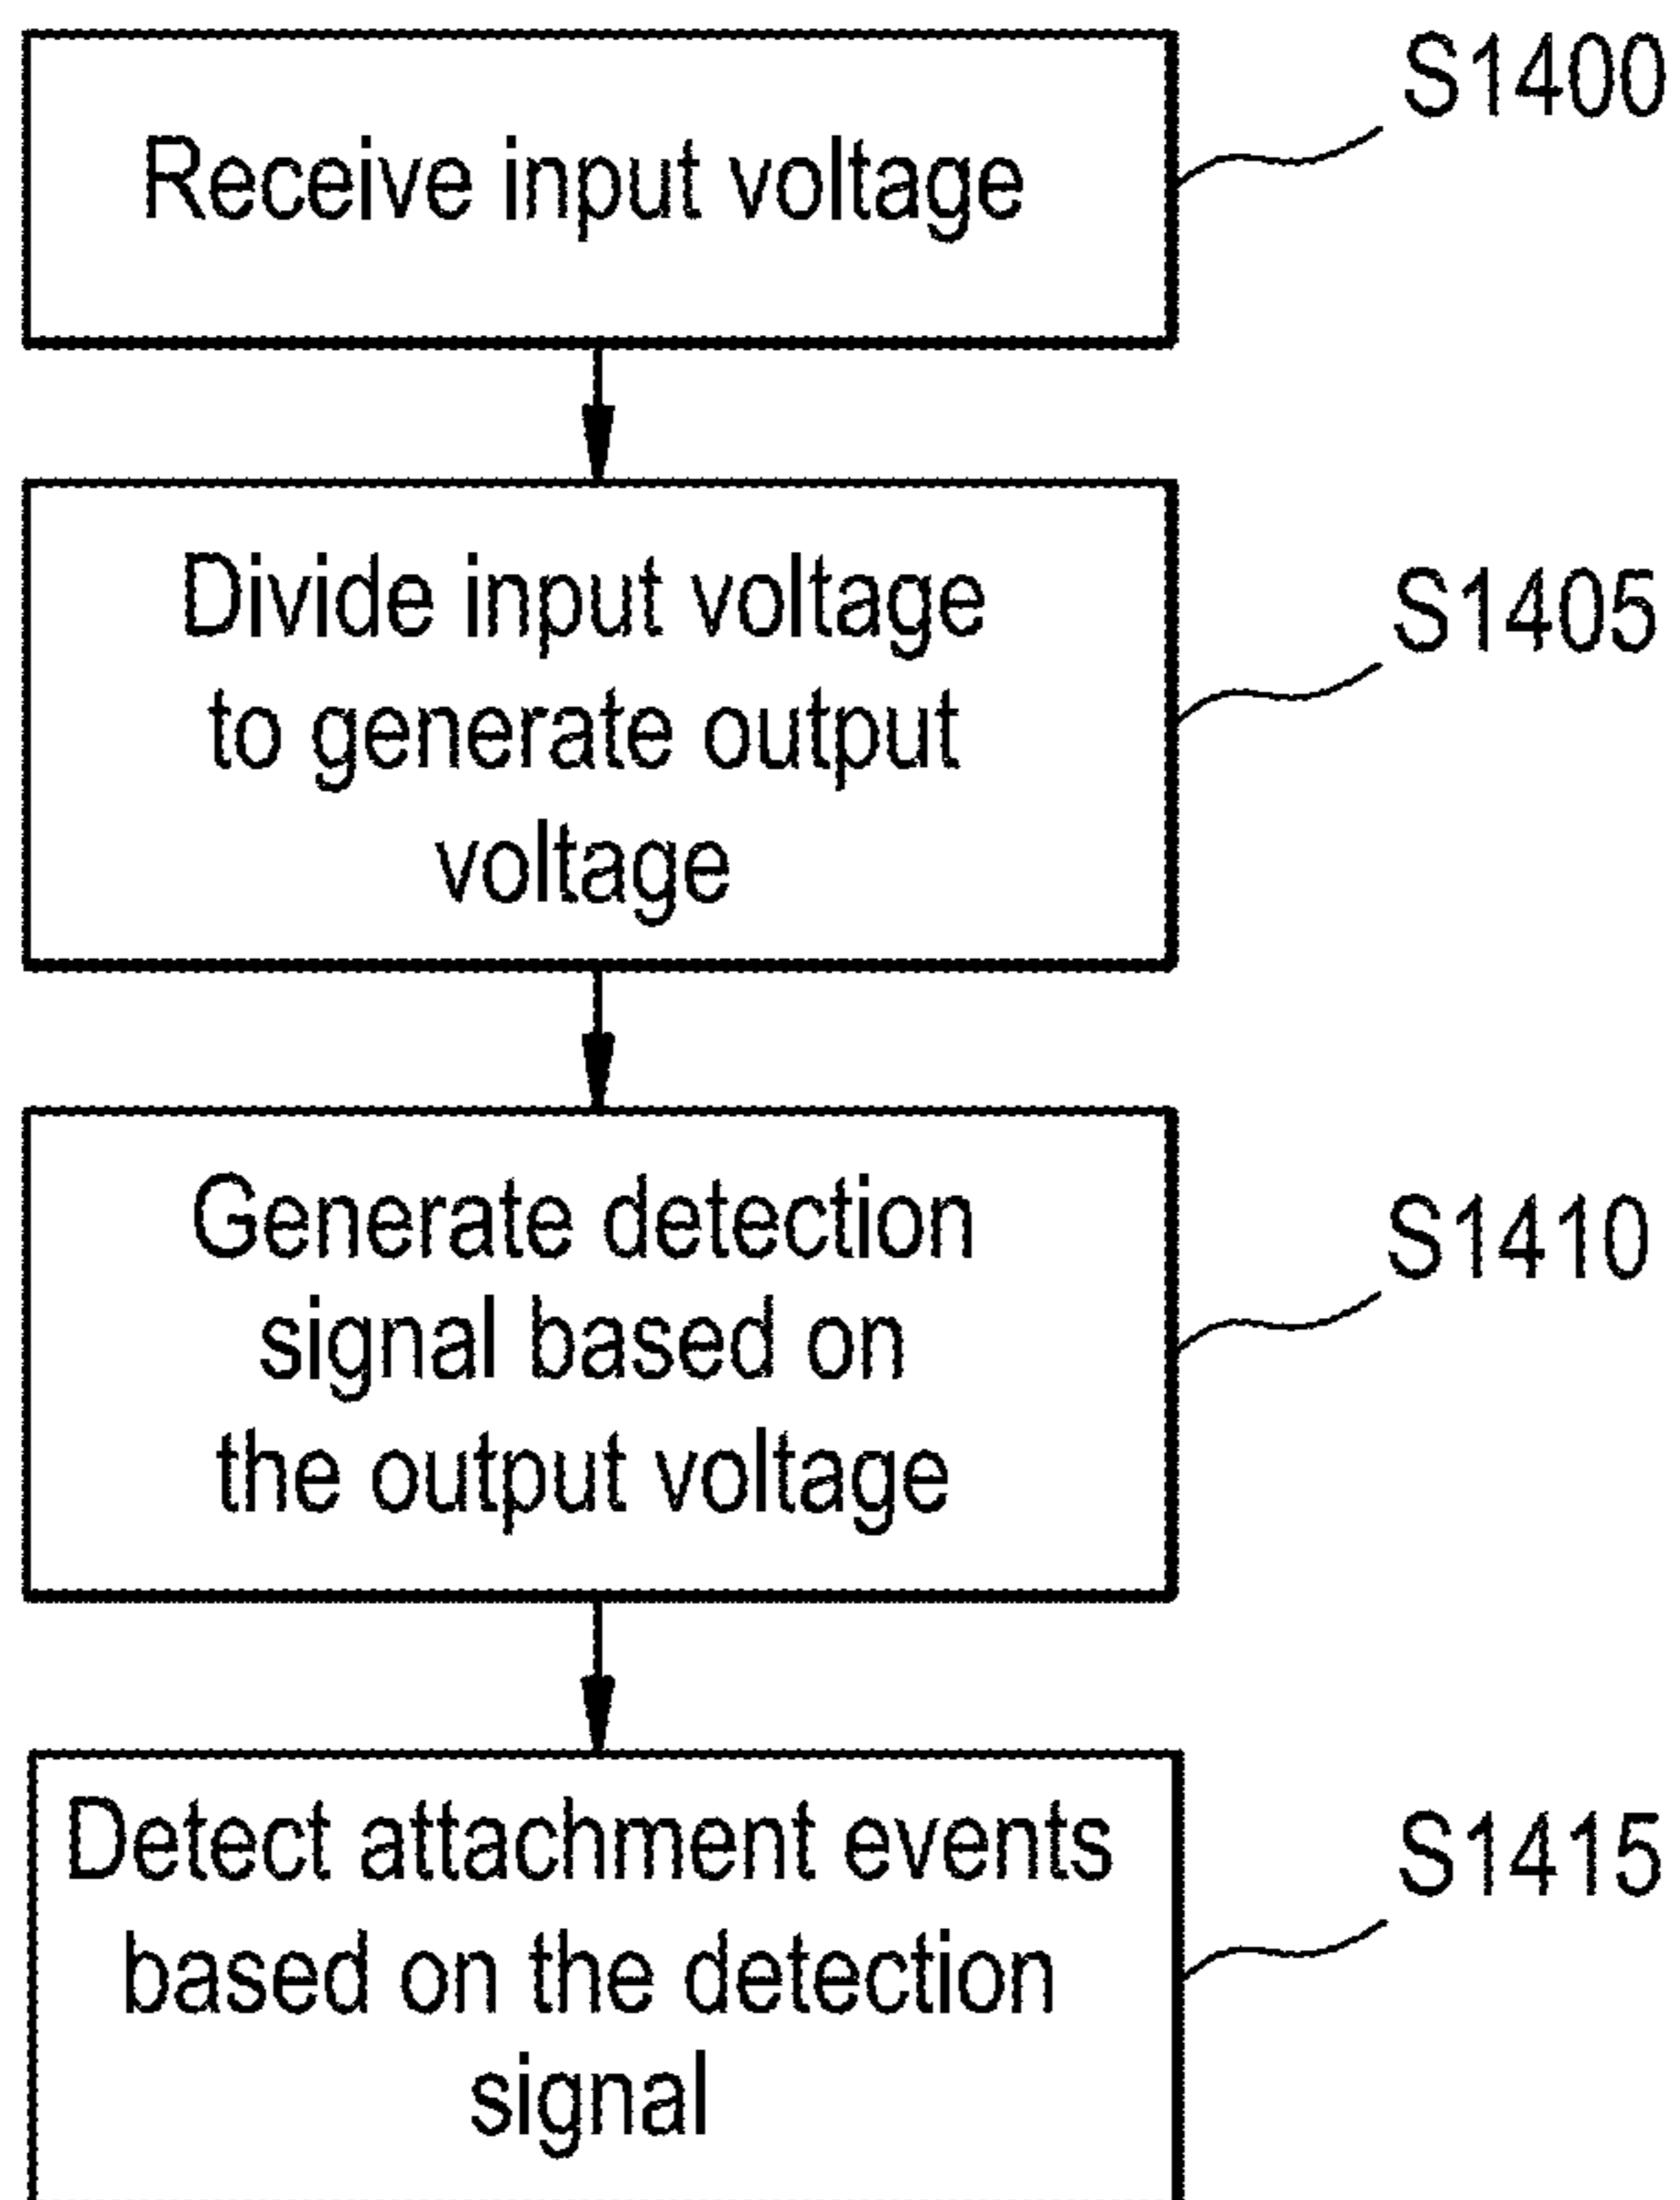 Receive input voltage
S1400
Divide input voltage
to generate output
voltage
S1405
Generate detection
signal based on
the output voltage
S1410
Detect attachment events
based on the detection
signal
S1415